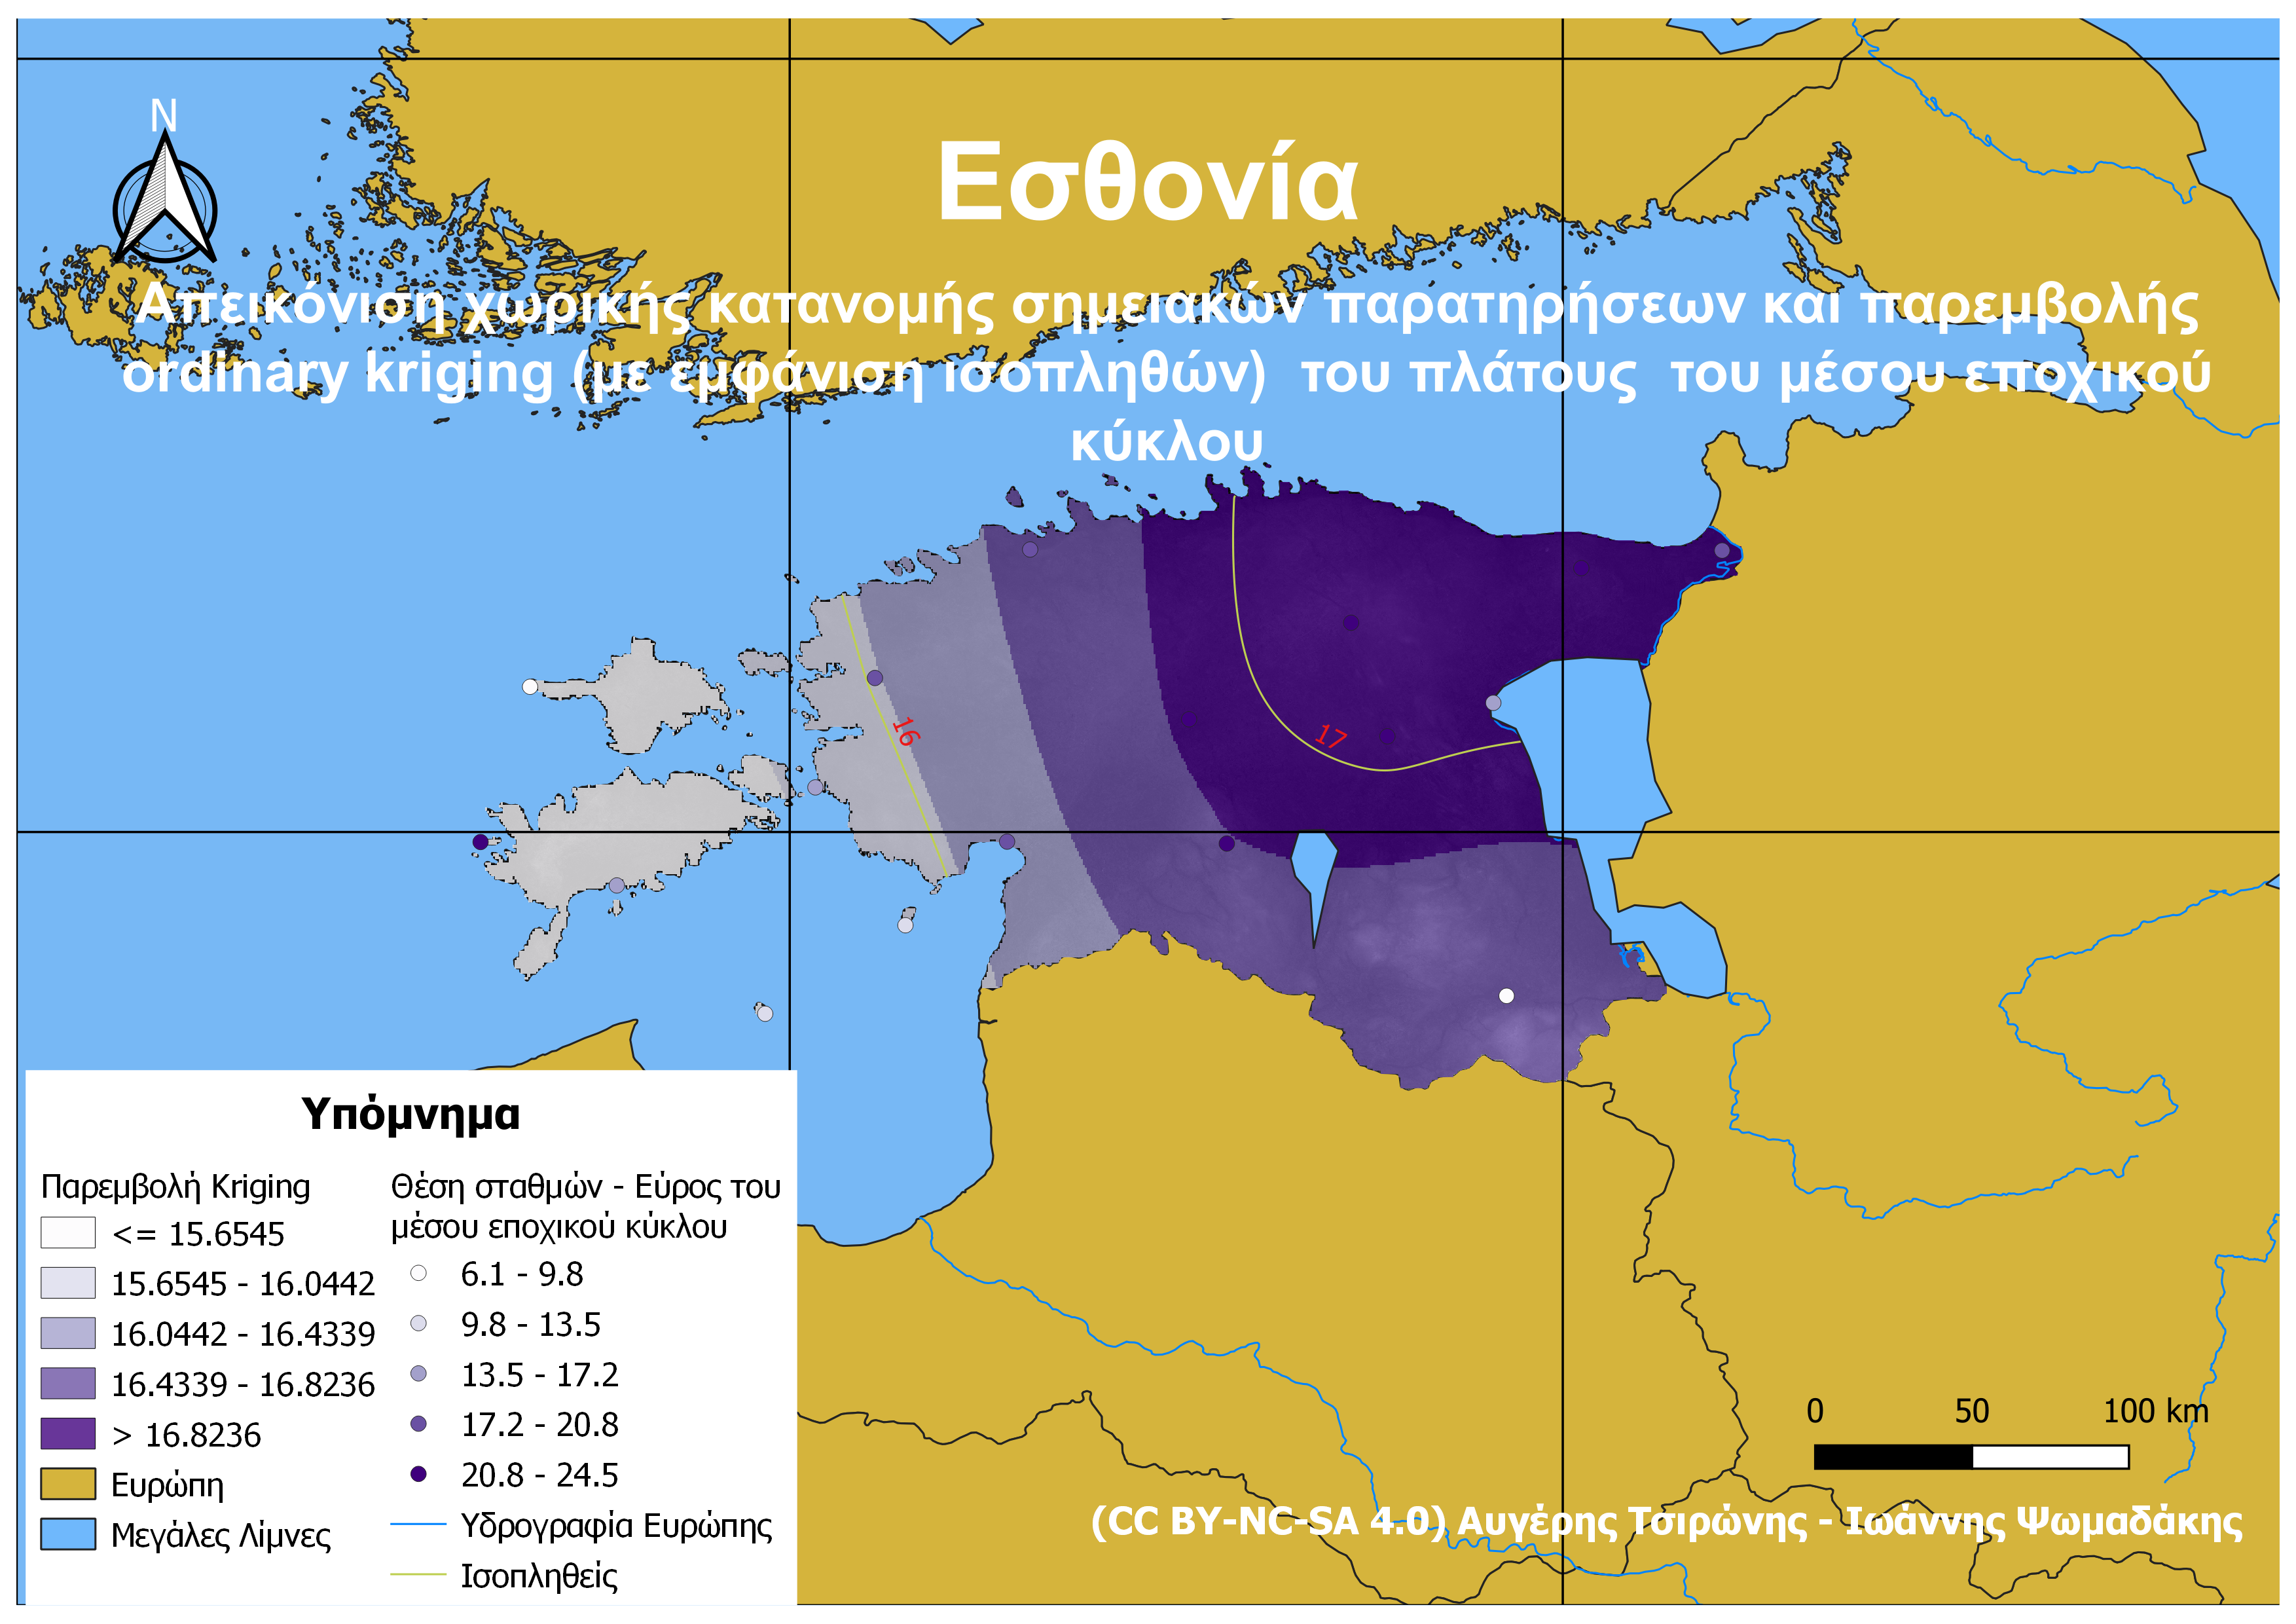 N
Εσθονία
Απεικόνιση χωρικής κατανομής σημειακών παρατηρήσεων και παρεμβολής
ordinary kriging (με εμφάνιση ισοπληθών) του πλάτους του μέσου εποχικού
κύκλου
16
17
Υπόμνημα
Παρεμβολή Kriging
<= 15.6545
15.6545 - 16.0442
16.0442 - 16.4339
16.4339 - 16.8236
> 16.8236
Ευρώπη
Μεγάλες Λίμνες
Θέση σταθμών - Εύρος του
μέσου εποχικού κύκλου
6.1 - 9.8
9.8 - 13.5
13.5 - 17.2
17.2 - 20.8
20.8 - 24.5
Υδρογραφία Ευρώπης
Ισοπληθείς
0 50 100 km
(CC BY-NC-SA 4.0) Αυγέρης Τσιρώνης - Ιωάννης Ψωμαδάκης